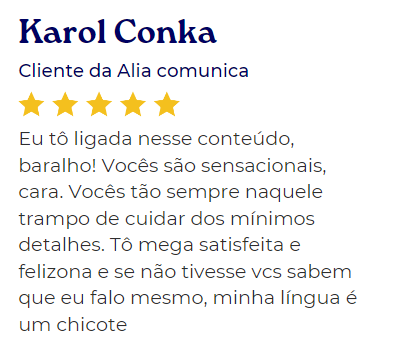 Karol Conka
Cliente da Alia comunica
Eu tô ligada nesse conteúdo,
baralho! Vocês são sensacionais,
cara. Vocês tão sempre naquele
trampo de cuidar dos mínimos
detalhes. Tô mega satisfeita e
felizona e se não tivesse vcs sabem
que eu falo mesmo, minha língua é
um chicote